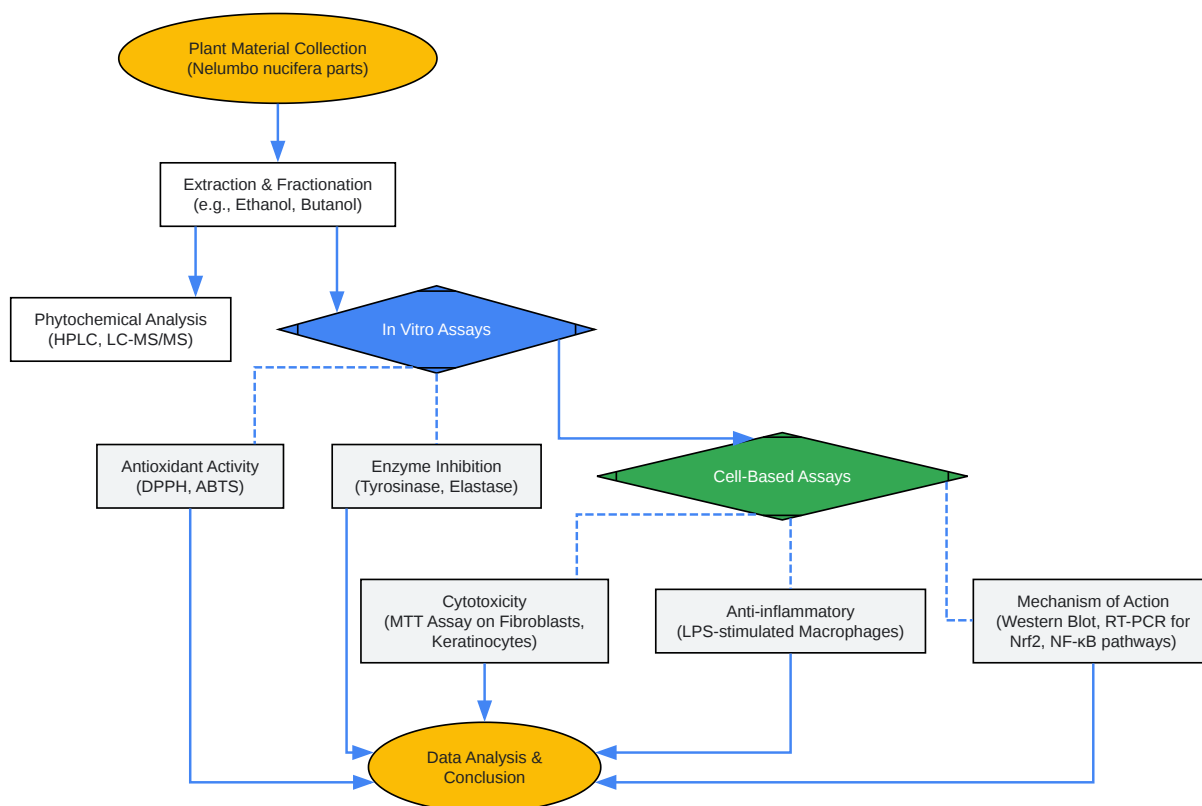 Plant Material Collection
(Nelumbo nucifera parts)
Extraction & Fractionation
(e.g., Ethanol, Butanol)
Phytochemical Analysis
(HPLC, LC-MS/MS)
In Vitro Assays
Antioxidant Activity
(DPPH, ABTS)
Enzyme Inhibition
(Tyrosinase, Elastase)
Cell-Based Assays
Cytotoxicity
(MTT Assay on Fibroblasts,
Keratinocytes)
Anti-inflammatory
(LPS-stimulated Macrophages)
Mechanism of Action
(Western Blot, RT-PCR for
Nrf2, NF-κB pathways)
Data Analysis &
Conclusion